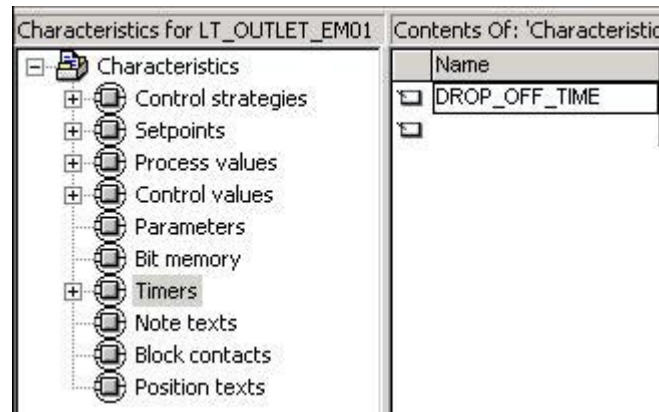 Characteristics for LT_OUTLET_EM01
Characteristics
Control strategies
Setpoints
Process values
Control values
Parameters
Bit memory
Timers
Note texts
Block contacts
Position texts
Contents Of: 'Characteristic
Name
DROP_OFF_TIME